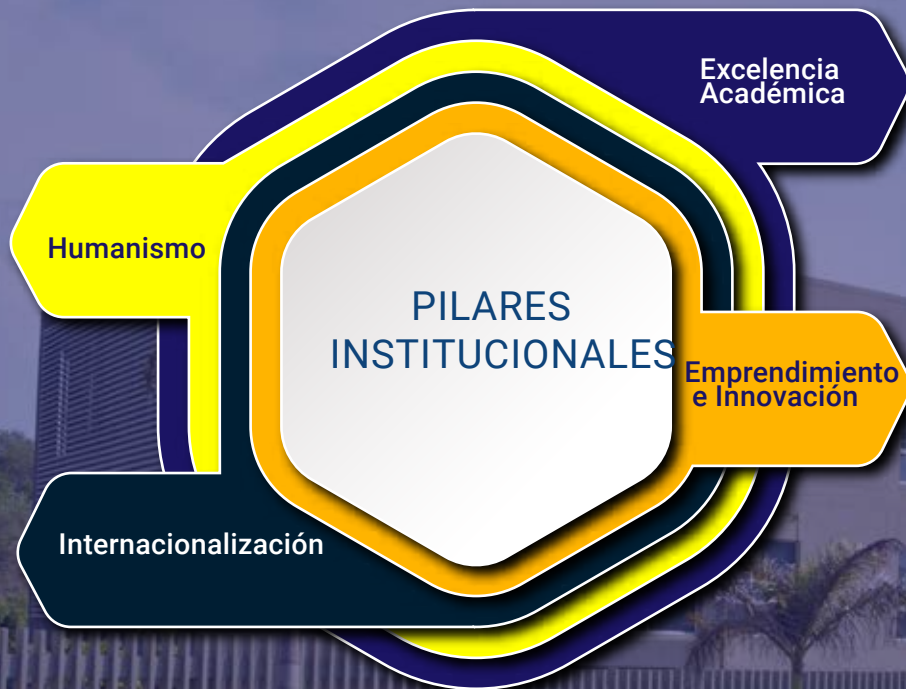 Excelencia
Académica
Humanismo
PILARES
INSTITUCIONALES
Emprendimiento
e Innovación
Internacionalización